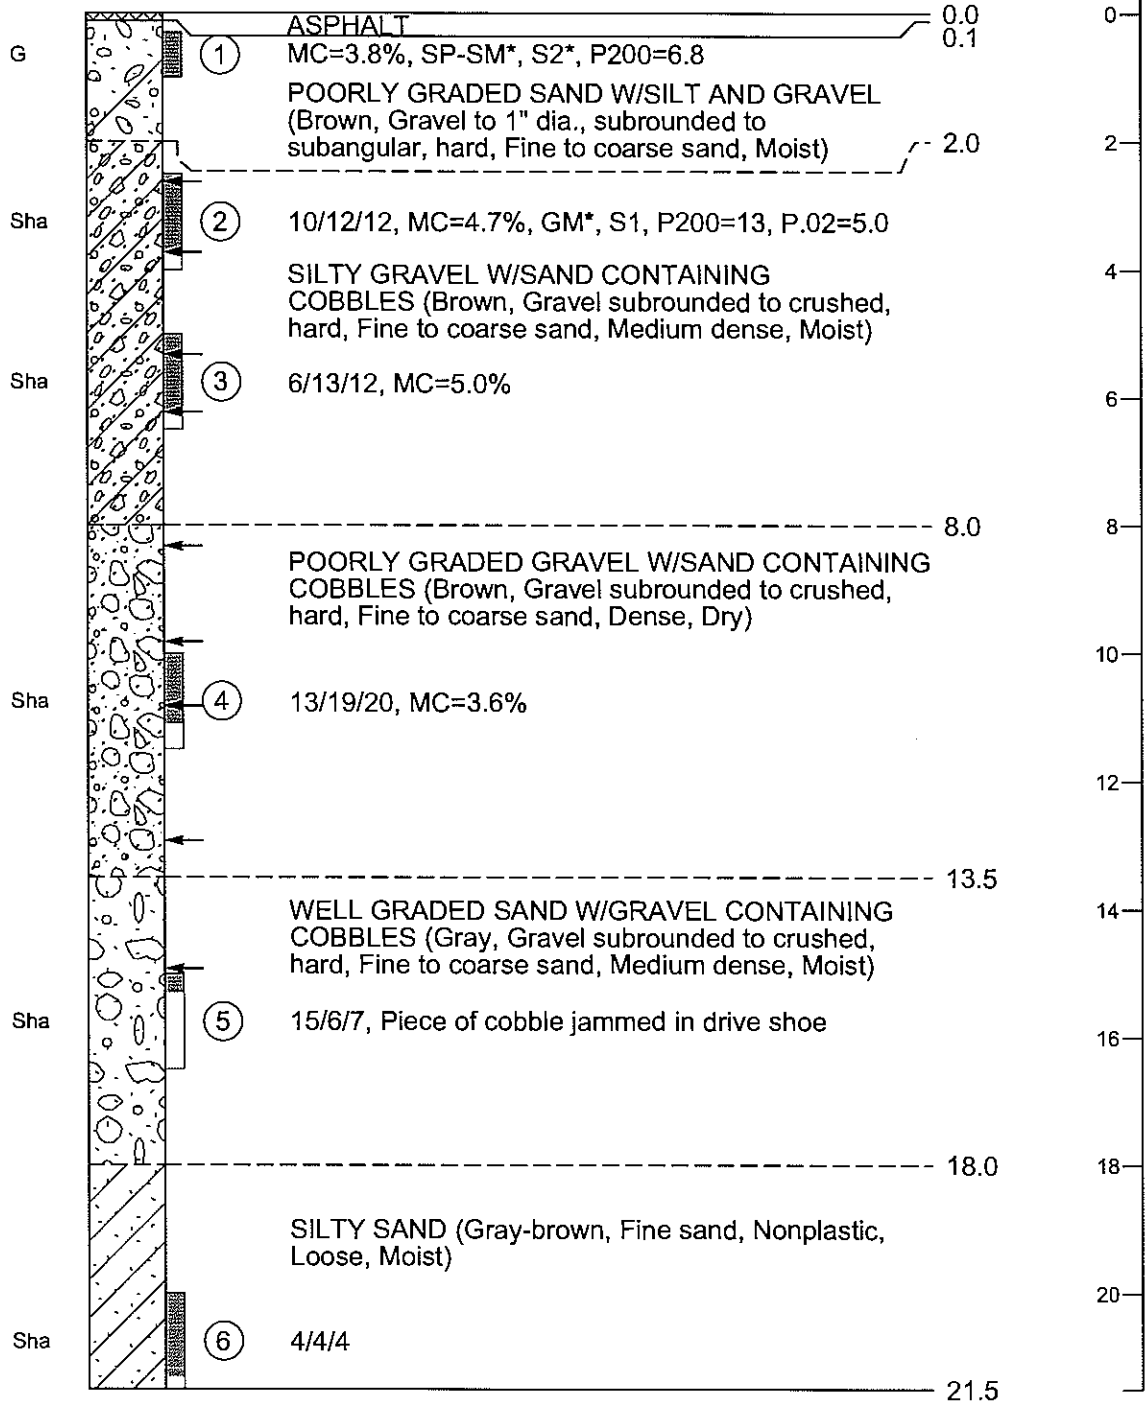 0.0
0
ASPHALT
0.1
G
1
MC=3.8%, SP-SM*, S2*, P200=6.8
POORLY GRADED SAND W/SILT AND GRAVEL
(Brown, Gravel to 1" dia., subrounded to
subangular, hard, Fine to coarse sand, Moist)
2.0
2
Sha
2
10/12/12, MC=4.7%, GM*, S1, P200=13, P.02=5.0
SILTY GRAVEL W/SAND CONTAINING
4
COBBLES (Brown, Gravel subrounded to crushed,
hard, Fine to coarse sand, Medium dense, Moist)
Sha
3
6/13/12, MC=5.0%
6
8.0
8
POORLY GRADED GRAVEL W/SAND CONTAINING
COBBLES (Brown, Gravel subrounded to crushed,
hard, Fine to coarse sand, Dense, Dry)
10
Sha
4
13/19/20, MC=3.6%
12
13.5
WELL GRADED SAND W/GRAVEL CONTAINING
14
COBBLES (Gray, Gravel subrounded to crushed,
hard, Fine to coarse sand, Medium dense, Moist)
Sha
5
15/6/7, Piece of cobble jammed in drive shoe
16
18.0
18
SILTY SAND (Gray-brown, Fine sand, Nonplastic,
Loose, Moist)
20
Sha
6
4/4/4
21.5